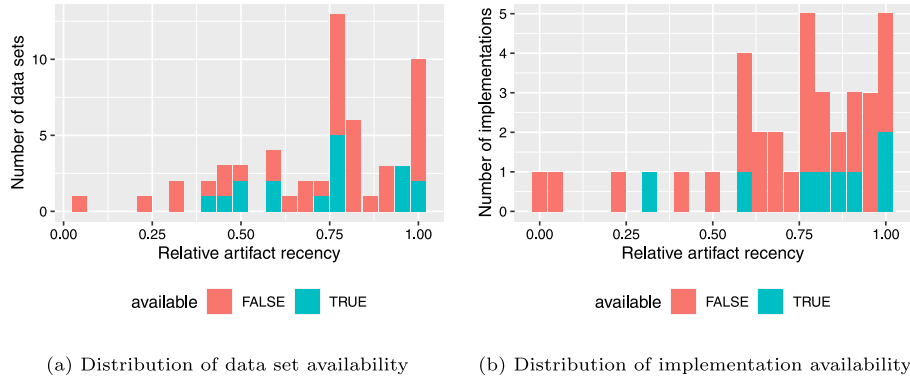 Number of data sets
10
5
0
0.00 0.25 0.50 0.75 1.00
Relative artifact recency
available FALSE TRUE
(a) Distribution of data set availability
Number of implementations
5
4
3
2
1
0
0.00 0.25 0.50 0.75 1.00
Relative artifact recency
available FALSE TRUE
(b) Distribution of implementation availability